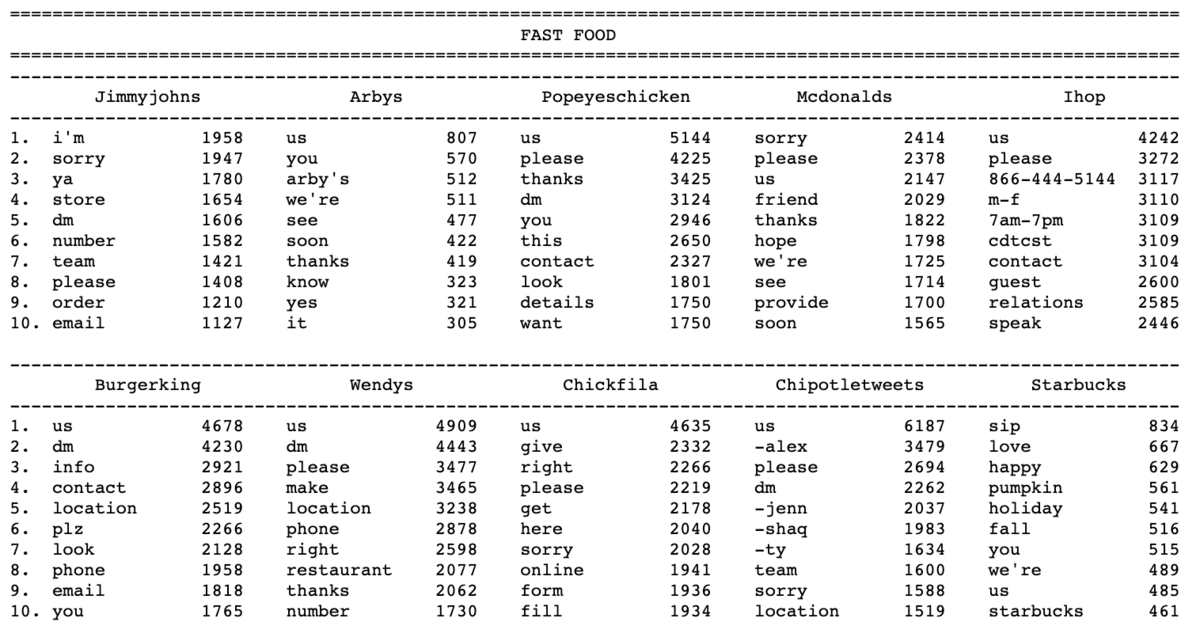 FAST FOOD
Jimmyjohns Arbys Popeyeschicken Mcdonalds Ihop
1. i'm 1958 us 807 us 5144 sorry 2414 us 4242
2. sorry 1947 you 570 please 4225 please 2378 please 3272
3. ya 1780 arby's 512 thanks 3425 us 2147 866-444-5144 3117
4. store 1654 we're 511 dm 3124 friend 2029 m-f 3110
5. dm 1606 see 477 you 2946 thanks 1822 7am-7pm 3109
6. number 1582 soon 422 this 2650 hope 1798 cdtcst 3109
7. team 1421 thanks 419 contact 2327 we're 1725 contact 3104
8. please 1408 know 323 look 1801 see 1714 guest 2600
9. order 1210 yes 321 details 1750 provide 1700 relations 2585
10. email 1127 it 305 want 1750 soon 1565 speak 2446
Burgerking Wendys Chickfila Chipotletweets Starbucks
1. us 4678 us 4909 us 4635 us 6187 sip 834
2. dm 4230 dm 4443 give 2332 -alex 3479 love 667
3. info 2921 please 3477 right 2266 please 2694 happy 629
4. contact 2896 make 3465 please 2219 dm 2262 pumpkin 561
5. location 2519 location 3238 get 2178 -jenn 2037 holiday 541
6. plz 2266 phone 2878 here 2040 -shaq 1983 fall 516
7. look 2128 right 2598 sorry 2028 -ty 1634 you 515
8. phone 1958 restaurant 2077 online 1941 team 1600 we're 489
9. email 1818 thanks 2062 form 1936 sorry 1588 us 485
10. you 1765 number 1730 fill 1934 location 1519 starbucks 461